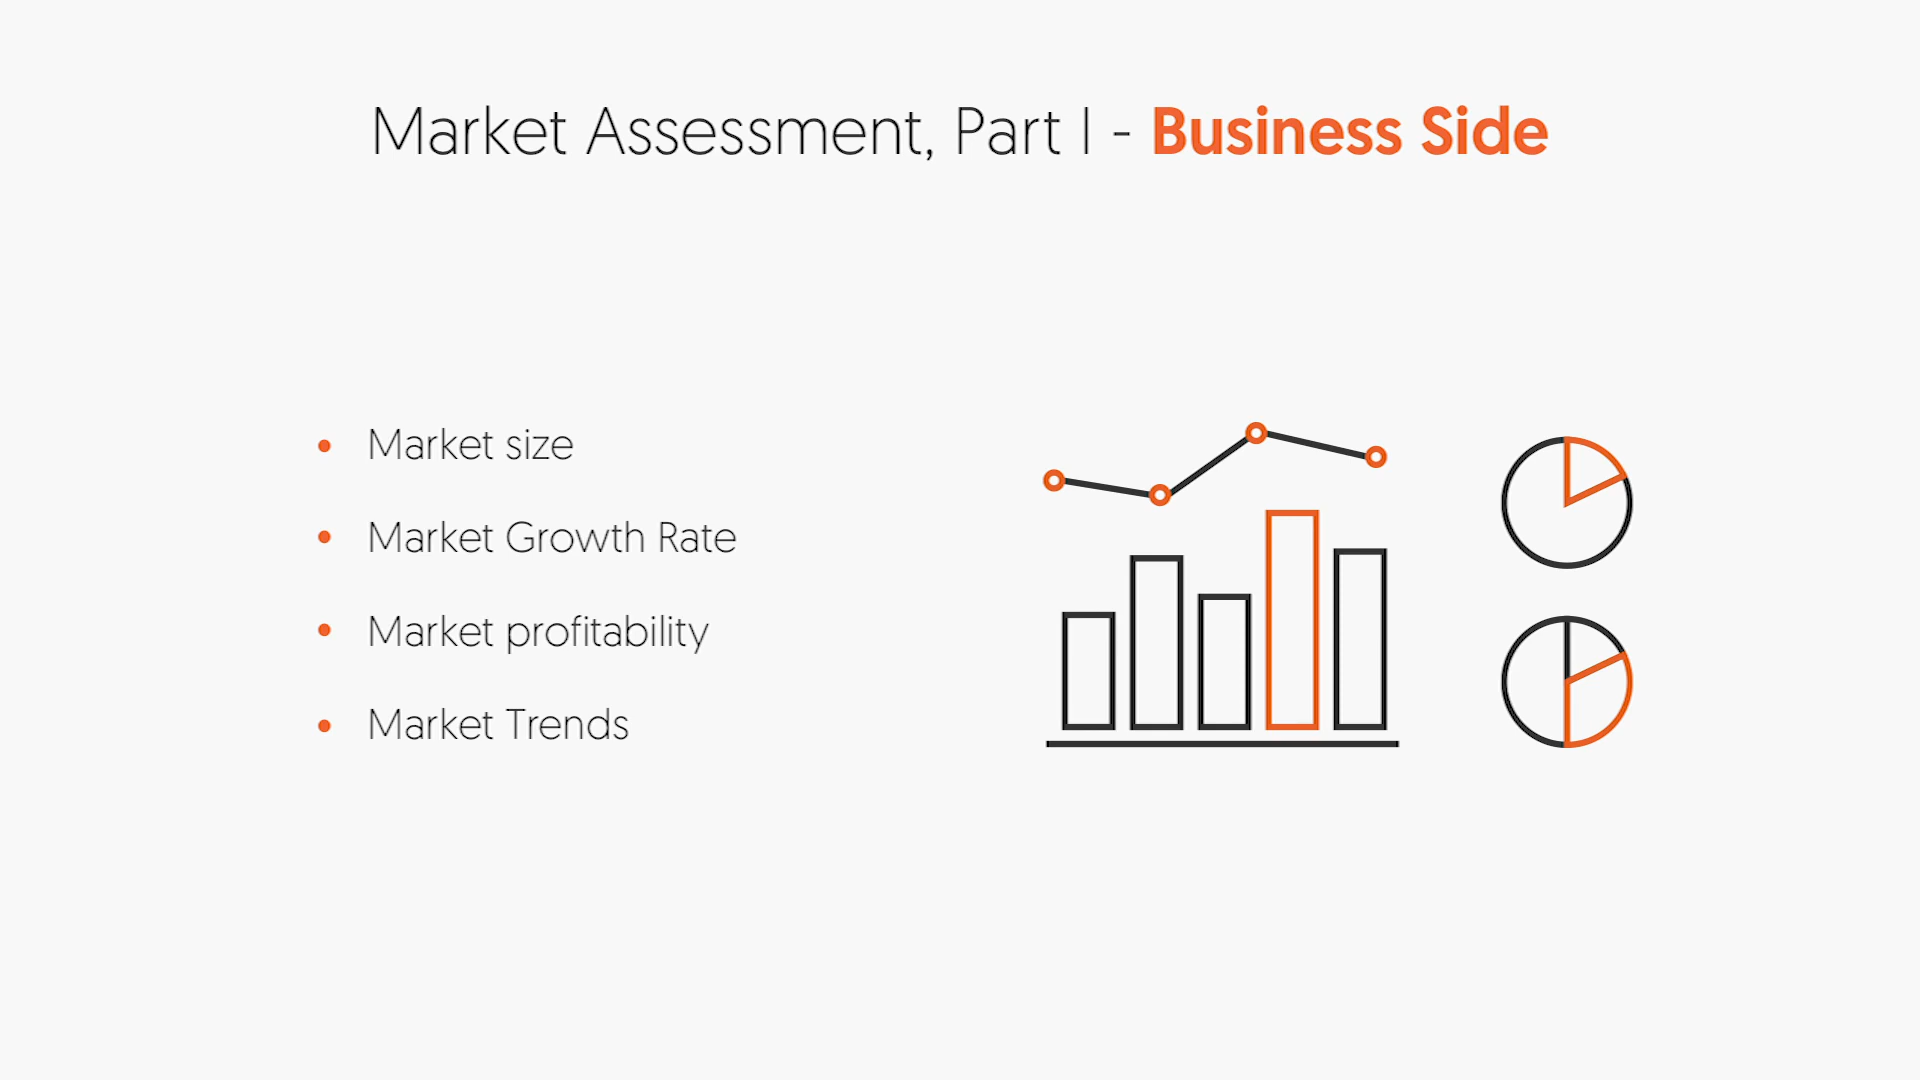 Market Assessment, Part I - Business Side
• Market size
• Market Growth Rate
• Market profitability
• Market Trends